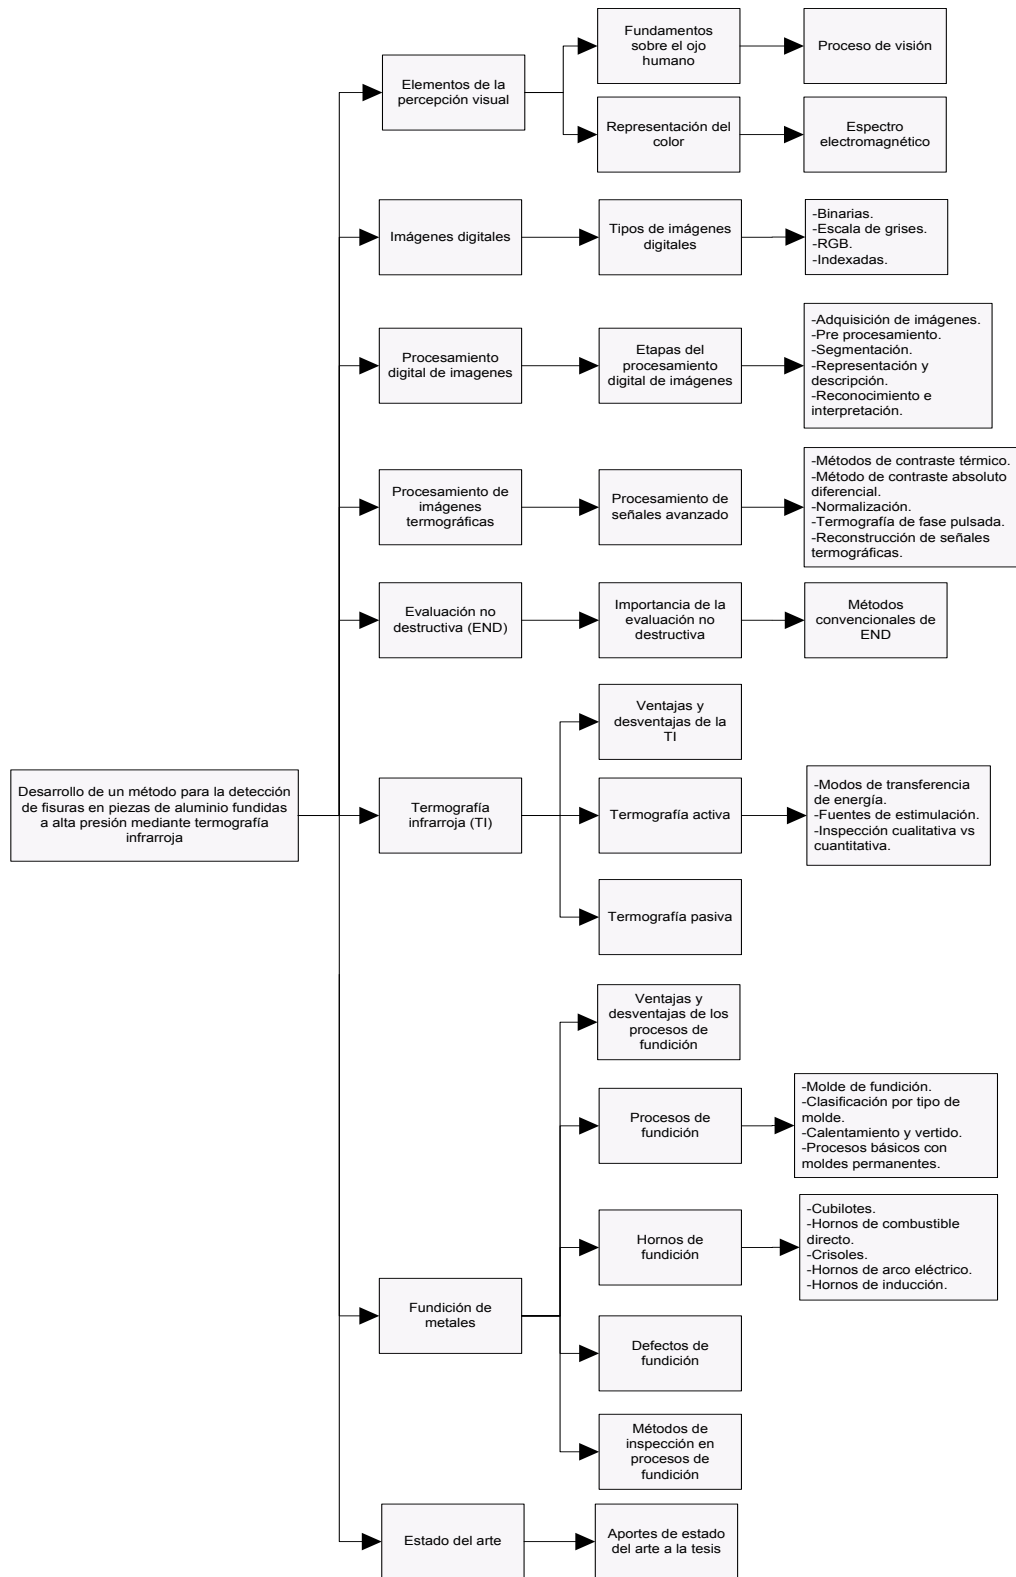 Fundamentos
sobre el ojo
humano
Proceso de visión
Elementos de la
percepción visual
Representación del
color
Espectro
electromagnético
Imágenes digitales
Tipos de imágenes
digitales
-Binarias.
-Escala de grises.
-RGB.
-Indexadas.
Procesamiento
digital de imagenes
Etapas del
procesamiento
digital de imágenes
-Adquisición de imágenes.
-Pre procesamiento.
-Segmentación.
-Representación y
descripción.
-Reconocimiento e
interpretación.
Procesamiento de
imágenes
termográficas
Procesamiento de
señales avanzado
-Métodos de contraste térmico.
-Método de contraste absoluto
diferencial.
-Normalización.
-Termografía de fase pulsada.
-Reconstrucción de señales
termográficas.
Evaluación no
destructiva (END)
Importancia de la
evaluación no
destructiva
Métodos
convencionales de
END
Desarrollo de un método para la detección
de fisuras en piezas de aluminio fundidas
a alta presión mediante termografía
infrarroja
Termografía
infrarroja (TI)
Ventajas y
desventajas de la
TI
Termografía activa
-Modos de transferencia
de energía.
-Fuentes de estimulación.
-Inspección cualitativa vs
cuantitativa.
Termografía pasiva
Fundición de
metales
Ventajas y
desventajas de los
procesos de
fundición
Procesos de
fundición
-Molde de fundición.
-Clasificación por tipo de
molde.
-Calentamiento y vertido.
-Procesos básicos con
moldes permanentes.
Hornos de
fundición
-Cubilotes.
-Hornos de combustible
directo.
-Crisoles.
-Hornos de arco eléctrico.
-Hornos de inducción.
Defectos de
fundición
Métodos de
inspección en
procesos de
fundición
Estado del arte
Aportes de estado
del arte a la tesis